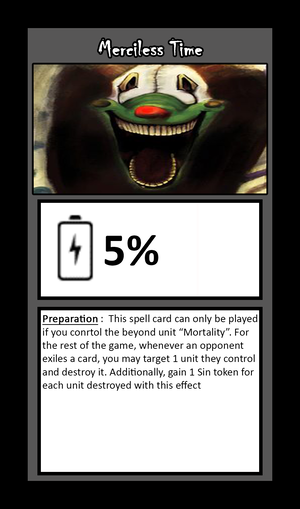 Merciless Time
5%
Preparation : This spell card can only be played
if you conrtol the beyond unit “Mortality”. For
the rest of the game, whenever an opponent
exiles a card, you may target 1 unit they control
and destroy it. Additionally, gain 1 Sin token for
each unit destroyed with this effect